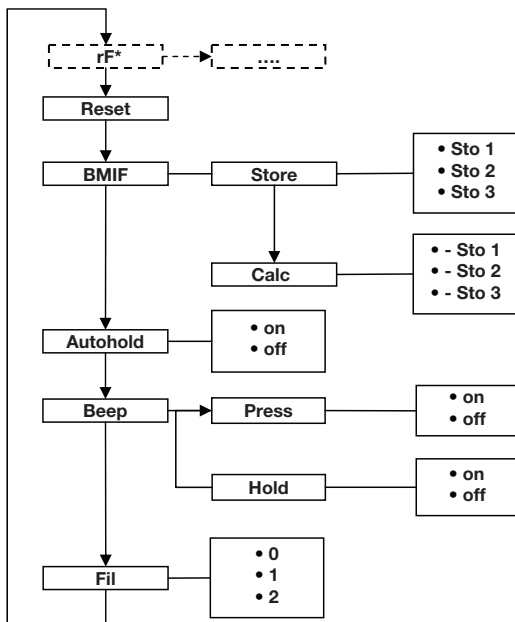 rF*
....
Reset
BMIF
Store
• Sto 1
• Sto 2
• Sto 3
Calc
• - Sto 1
• - Sto 2
• - Sto 3
Autohold
• on
• off
Beep
Press
• on
• off
Hold
• on
• off
Fil
• 0
• 1
• 2